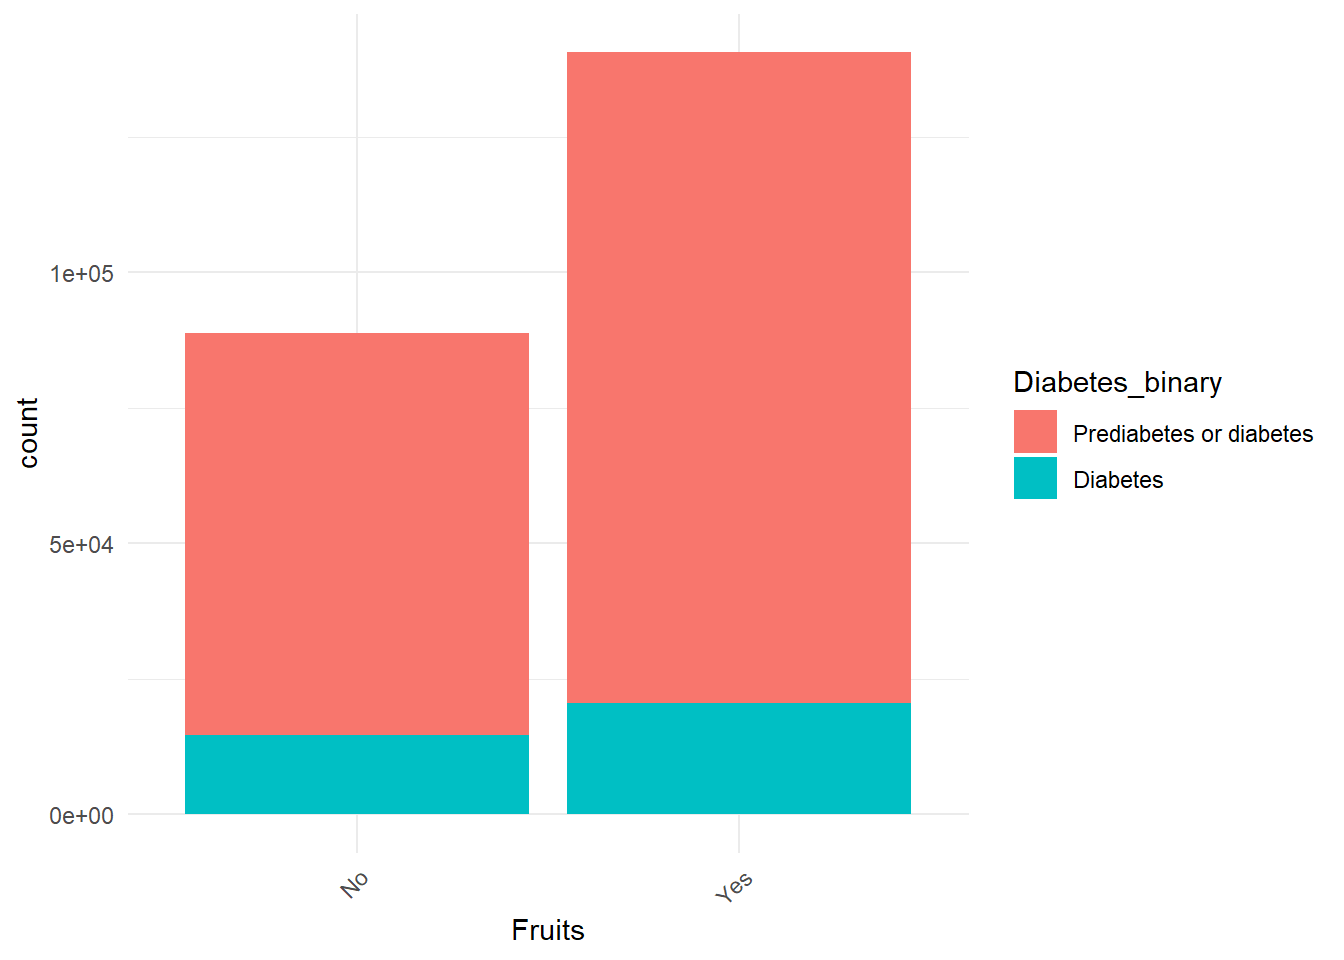 count
1e+05
5e+04
0e+00
No
Yes
Fruits
Diabetes_binary
Prediabetes or diabetes
Diabetes